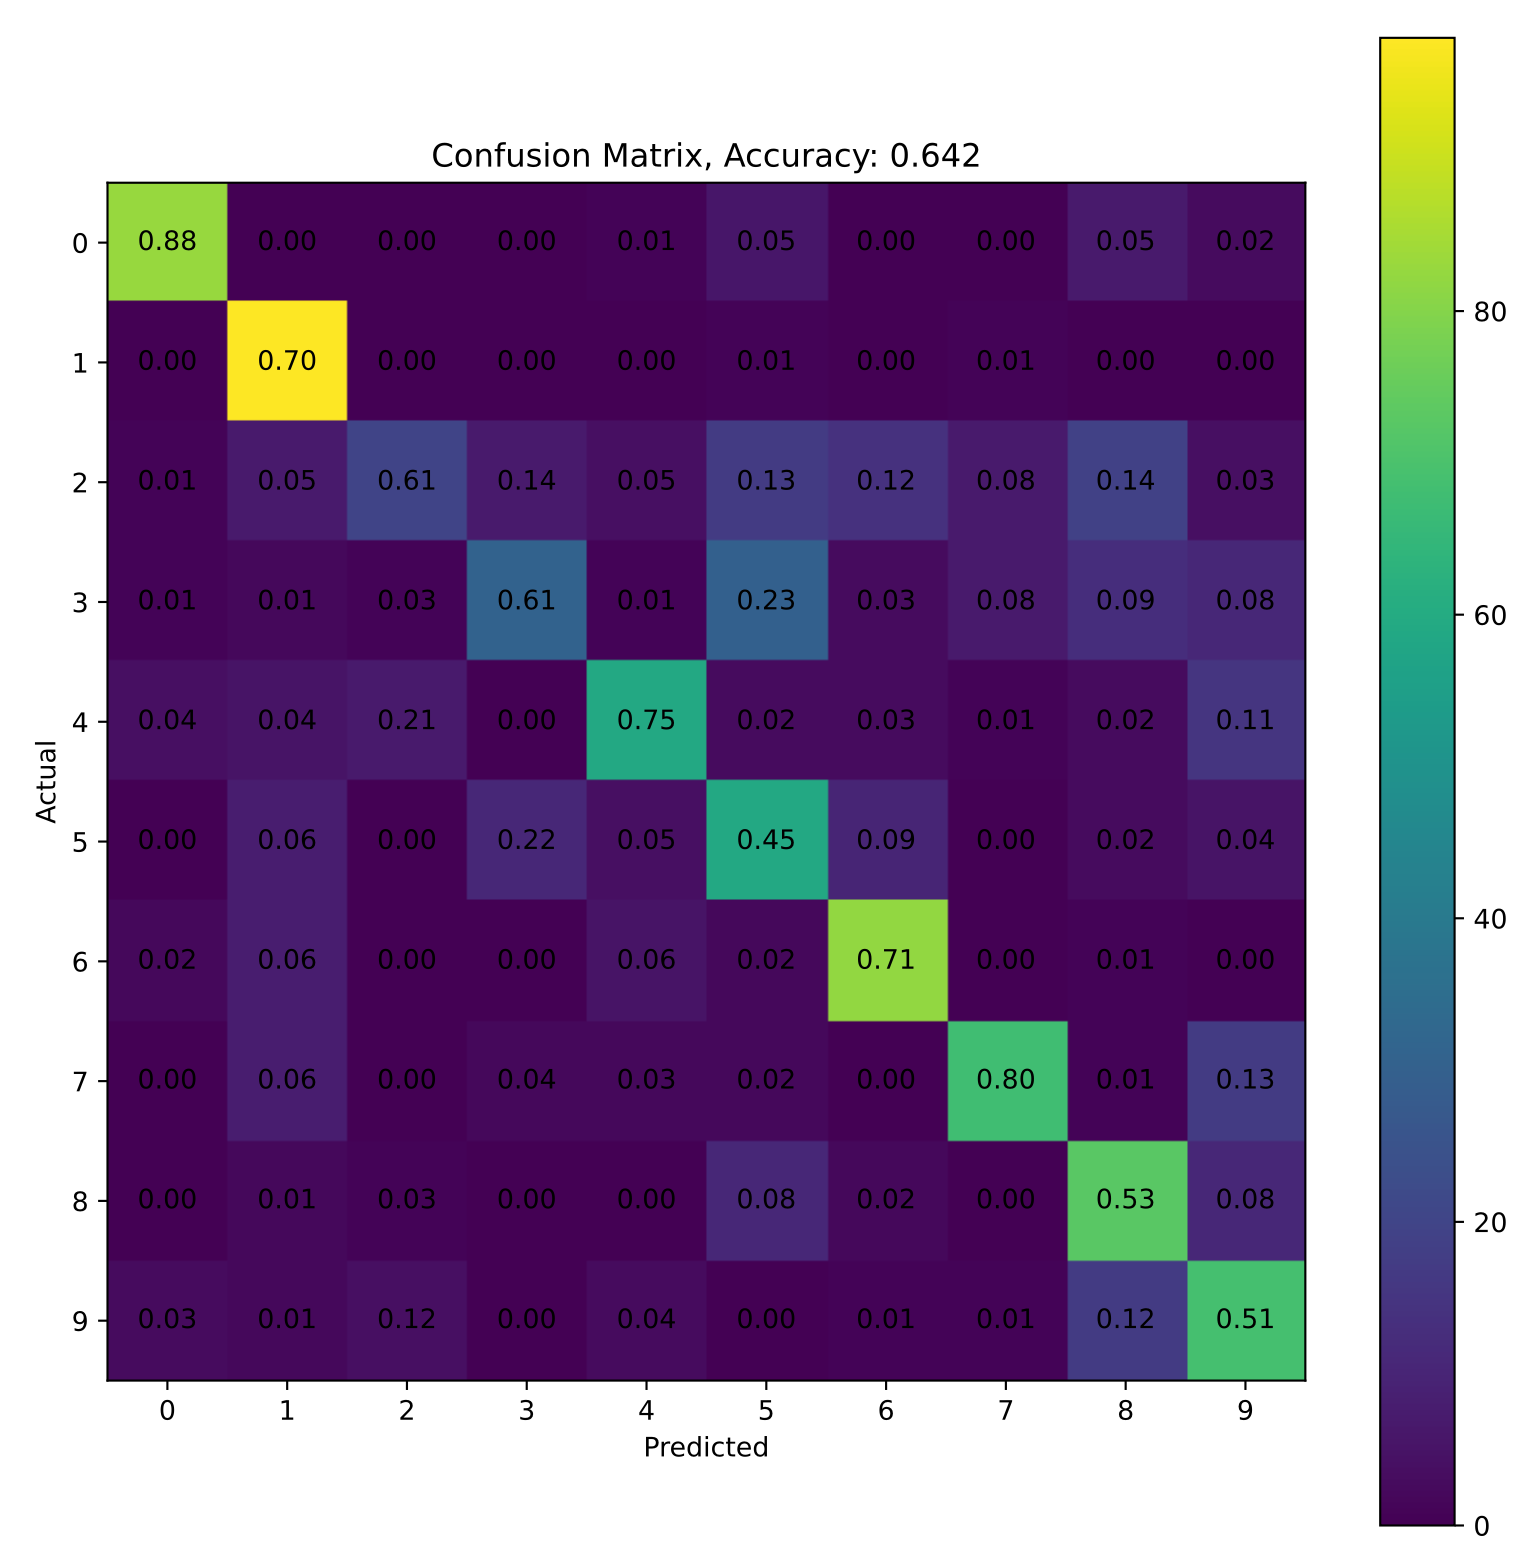 Confusion Matrix, Accuracy: 0.642
0 0.88 0.00 0.00 0.00 0.01 0.05 0.00 0.00 0.05 0.02
1 0.00 0.70 0.00 0.00 0.00 0.01 0.00 0.01 0.00 0.00
2 0.01 0.05 0.61 0.14 0.05 0.13 0.12 0.08 0.14 0.03
3 0.01 0.01 0.03 0.61 0.01 0.23 0.03 0.08 0.09 0.08
4 0.04 0.04 0.21 0.00 0.75 0.02 0.03 0.01 0.02 0.11
Actual
5 0.00 0.06 0.00 0.22 0.05 0.45 0.09 0.00 0.02 0.04
6 0.02 0.06 0.00 0.00 0.06 0.02 0.71 0.00 0.01 0.00
7 0.00 0.06 0.00 0.04 0.03 0.02 0.00 0.80 0.01 0.13
8 0.00 0.01 0.03 0.00 0.00 0.08 0.02 0.00 0.53 0.08
9 0.03 0.01 0.12 0.00 0.04 0.00 0.01 0.01 0.12 0.51
0 1 2 3 4 5 6 7 8 9
Predicted
80
60
40
20
0